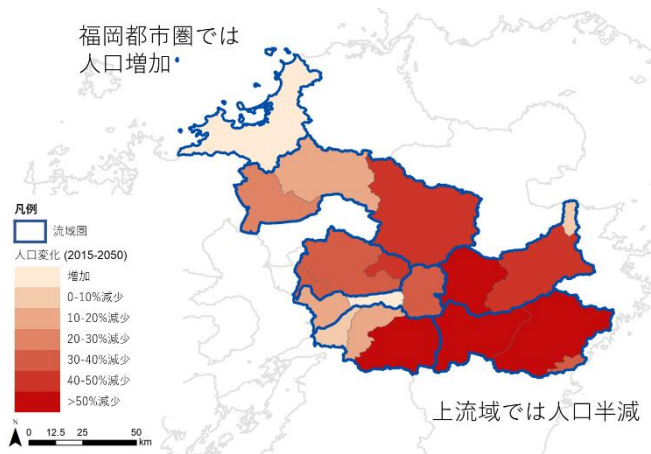 福岡都市圏では
人口増加
凡例
流域圏
人口変化 (2015-2050)
増加
0-10%減少
10-20%減少
20-30%減少
30-40%減少
40-50%減少
>50%減少
上流域では人口半減
N
0 12.5 25 50
km